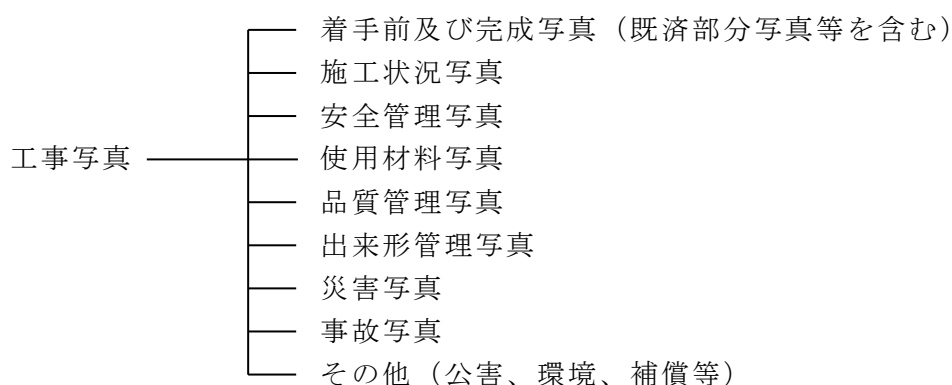 着手前及び完成写真（既済部分写真等を含む）
施工状況写真
安全管理写真
工事写真
使用材料写真
品質管理写真
出来形管理写真
災害写真
事故写真
その他（公害、環境、補償等）